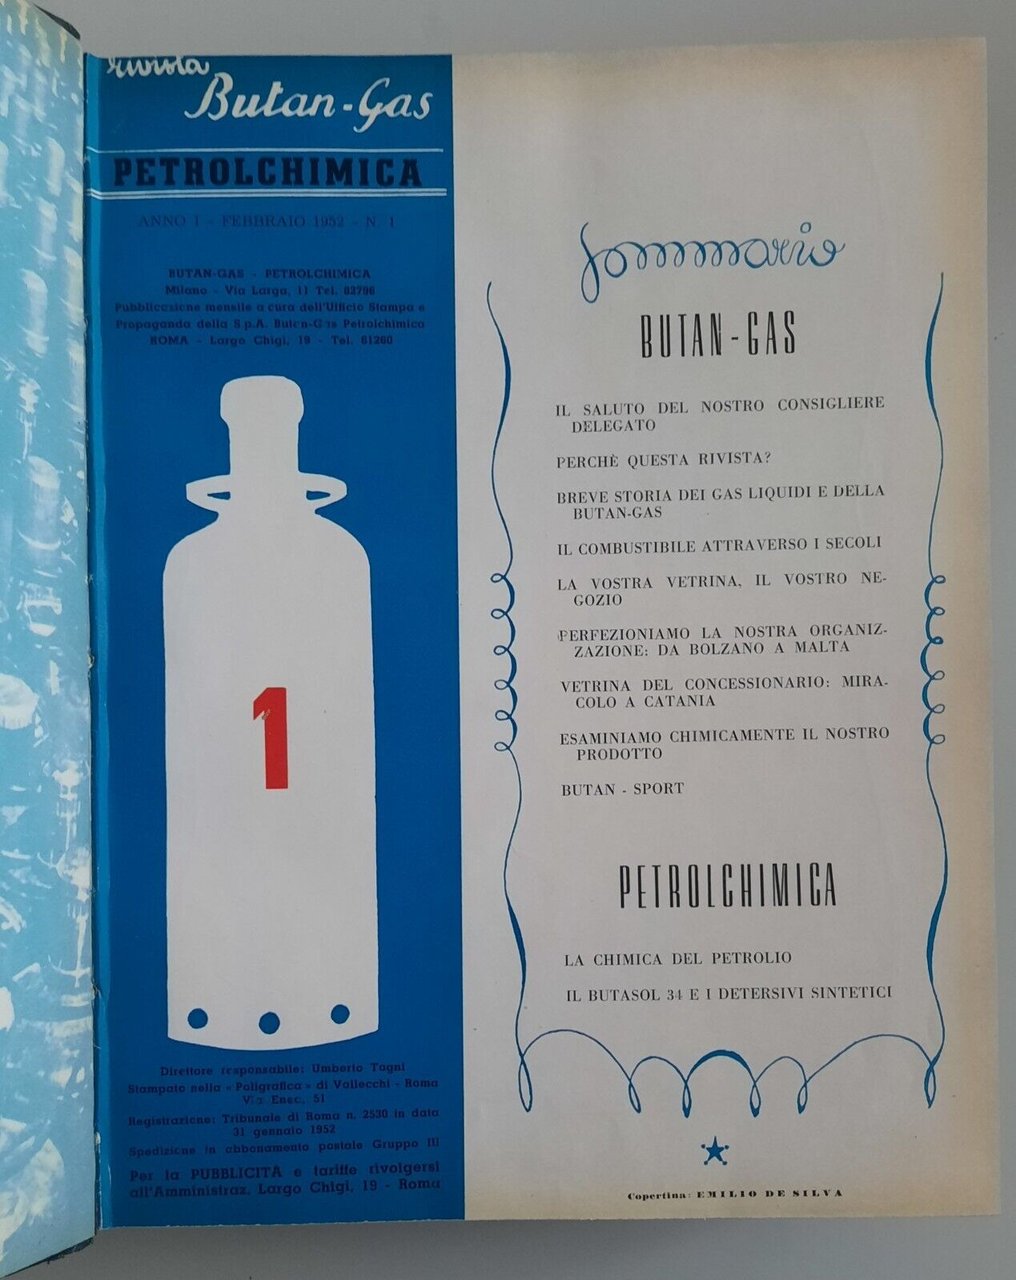 rivista
Butan-Gas
PETROLCHIMICA
ANNO I - FEBBRAIO 1952 - N. 1
BUTAN-GAS - PETROLCHIMICA
Milano - Via Larga, 11 Tel. 82796
Pubblicazione mensile a cura dell'Ufficio Stampa e
Propaganda della S.p.A. Butan-Gas Petrolchimica
ROMA - Largo Chigi, 19 - Tel. 61260
1
Direttore responsabile: Umberto Tagni
Stampato nella «Poligrafica» di Vallecchi - Roma
Via Enec., 51
Registrazione: Tribunale di Roma n. 2530 in data
31 gennaio 1952
Spedizione in abbonamento postale Gruppo III
Per la PUBBLICITÀ e tariffe rivolgersi
all'Amministraz. Largo Chigi, 19 - Roma
Sommario
BUTAN-GAS
IL SALUTO DEL NOSTRO CONSIGLIERE
DELEGATO
PERCHÈ QUESTA RIVISTA?
BREVE STORIA DEI GAS LIQUIDI E DELLA
BUTAN-GAS
IL COMBUSTIBILE ATTRAVERSO I SECOLI
LA VOSTRA VETRINA, IL VOSTRO NE-
GOZIO
PERFEZIONIAMO LA NOSTRA ORGANIZ-
ZAZIONE: DA BOLZANO A MALTA
VETRINA DEL CONCESSIONARIO: MIRA-
COLO A CATANIA
ESAMINIAMO CHIMICAMENTE IL NOSTRO
PRODOTTO
BUTAN - SPORT
PETROLCHIMICA
LA CHIMICA DEL PETROLIO
IL BUTASOL 34 E I DETERSIVI SINTETICI
Copertina: EMILIO DE SILVA